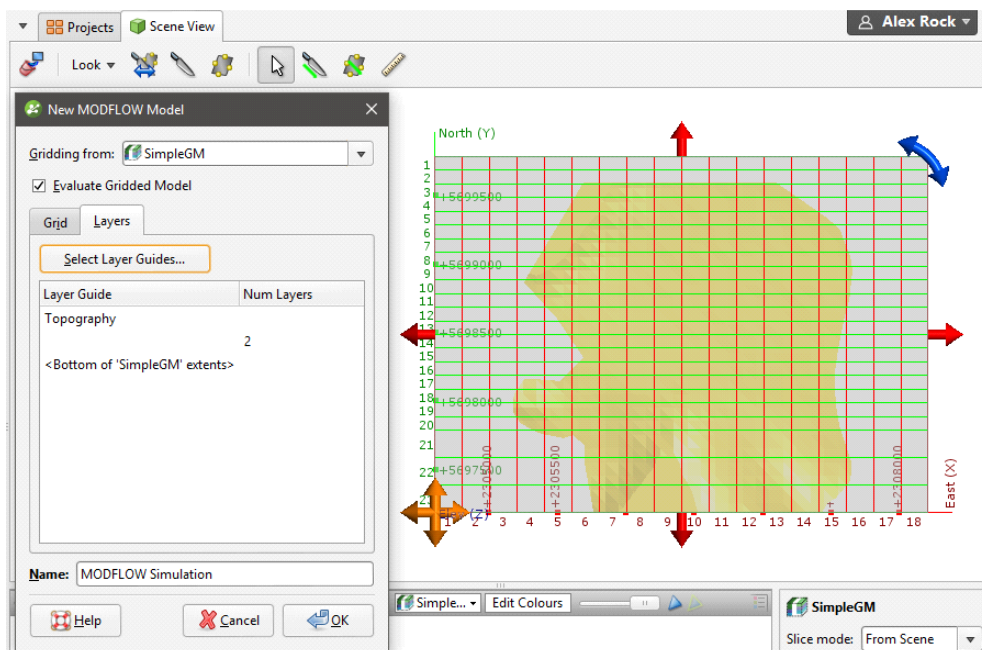 Projects
Scene View
Alex Rock
Look
New MODFLOW Model
Gridding from: SimpleGM
Evaluate Gridded Model
Grid
Layers
Select Layer Guides...
Layer Guide Num Layers
Topography
2
<Bottom of 'SimpleGM' extents>
Name: MODFLOW Simulation
Help
Cancel
OK
North (Y)
1
2
3
+5699500
4
5
6
7
8
+5699000
9
10
11
12
13
+5698500
14
15
16
17
18
+5698000
19
20
21
22
+5697500
(Z)
+2305000
+2305500
+
+2308000
East (X)
1 2 3 4 5 6 7 8 9 10 11 12 13 14 15 16 17 18
Simple...
Edit Colours
SimpleGM
Slice mode: From Scene